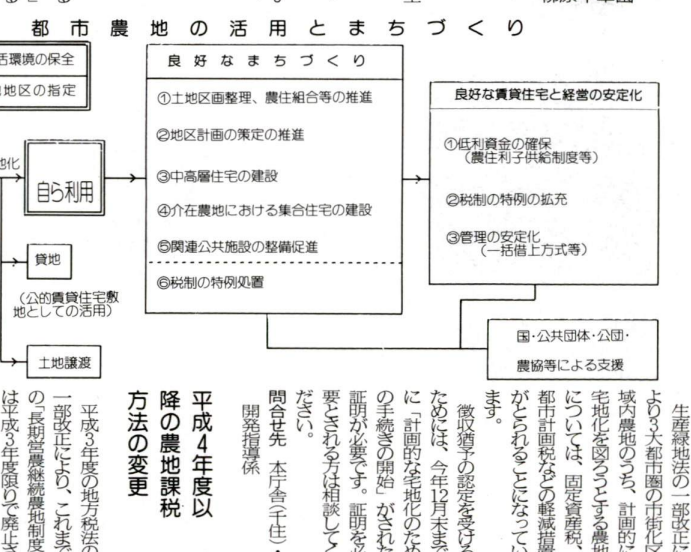 都市農地の活用とまちづくり
活環境の保全
地区の指定
地化
自ら利用
貸地
(公的賃貸住宅敷
地としての活用)
土地譲渡
良好なまちづくり
①土地区画整理、農住組合等の推進
②地区計画の策定の推進
③中高層住宅の建設
④介在農地における集合住宅の建設
⑤関連公共施設の整備促進
⑥税制の特例処置
良好な賃貸住宅と経営の安定化
①低利資金の確保
(農住利子供給制度等)
②税制の特例の拡充
③管理の安定化
(一括借上方式等)
国・公共団体・公団・
農協等による支援
生産緑地法の一部改正に
より3大都市圏の市街化区
域内農地のうち、計画的に
宅地化を図ろうとする農
については、固定資産税、
都市計画税などの軽減措置
がとられることになってい
ます。
徴収猶予の認定を受ける
ためには、今年12月末まで
に「計画的な宅地化のため
の手続きの開始」がされた
証明が必要です。証明を必
要とされる方は相談してく
ださい。
問合せ先 本庁舎(千住)・
開発指導係
平成4年度以
降の農地課税
方法の変更
平成3年度の地方税法の
一部改正により、これまで
の「長期営農継続農地制度
は平成3年度限りで廃止さ